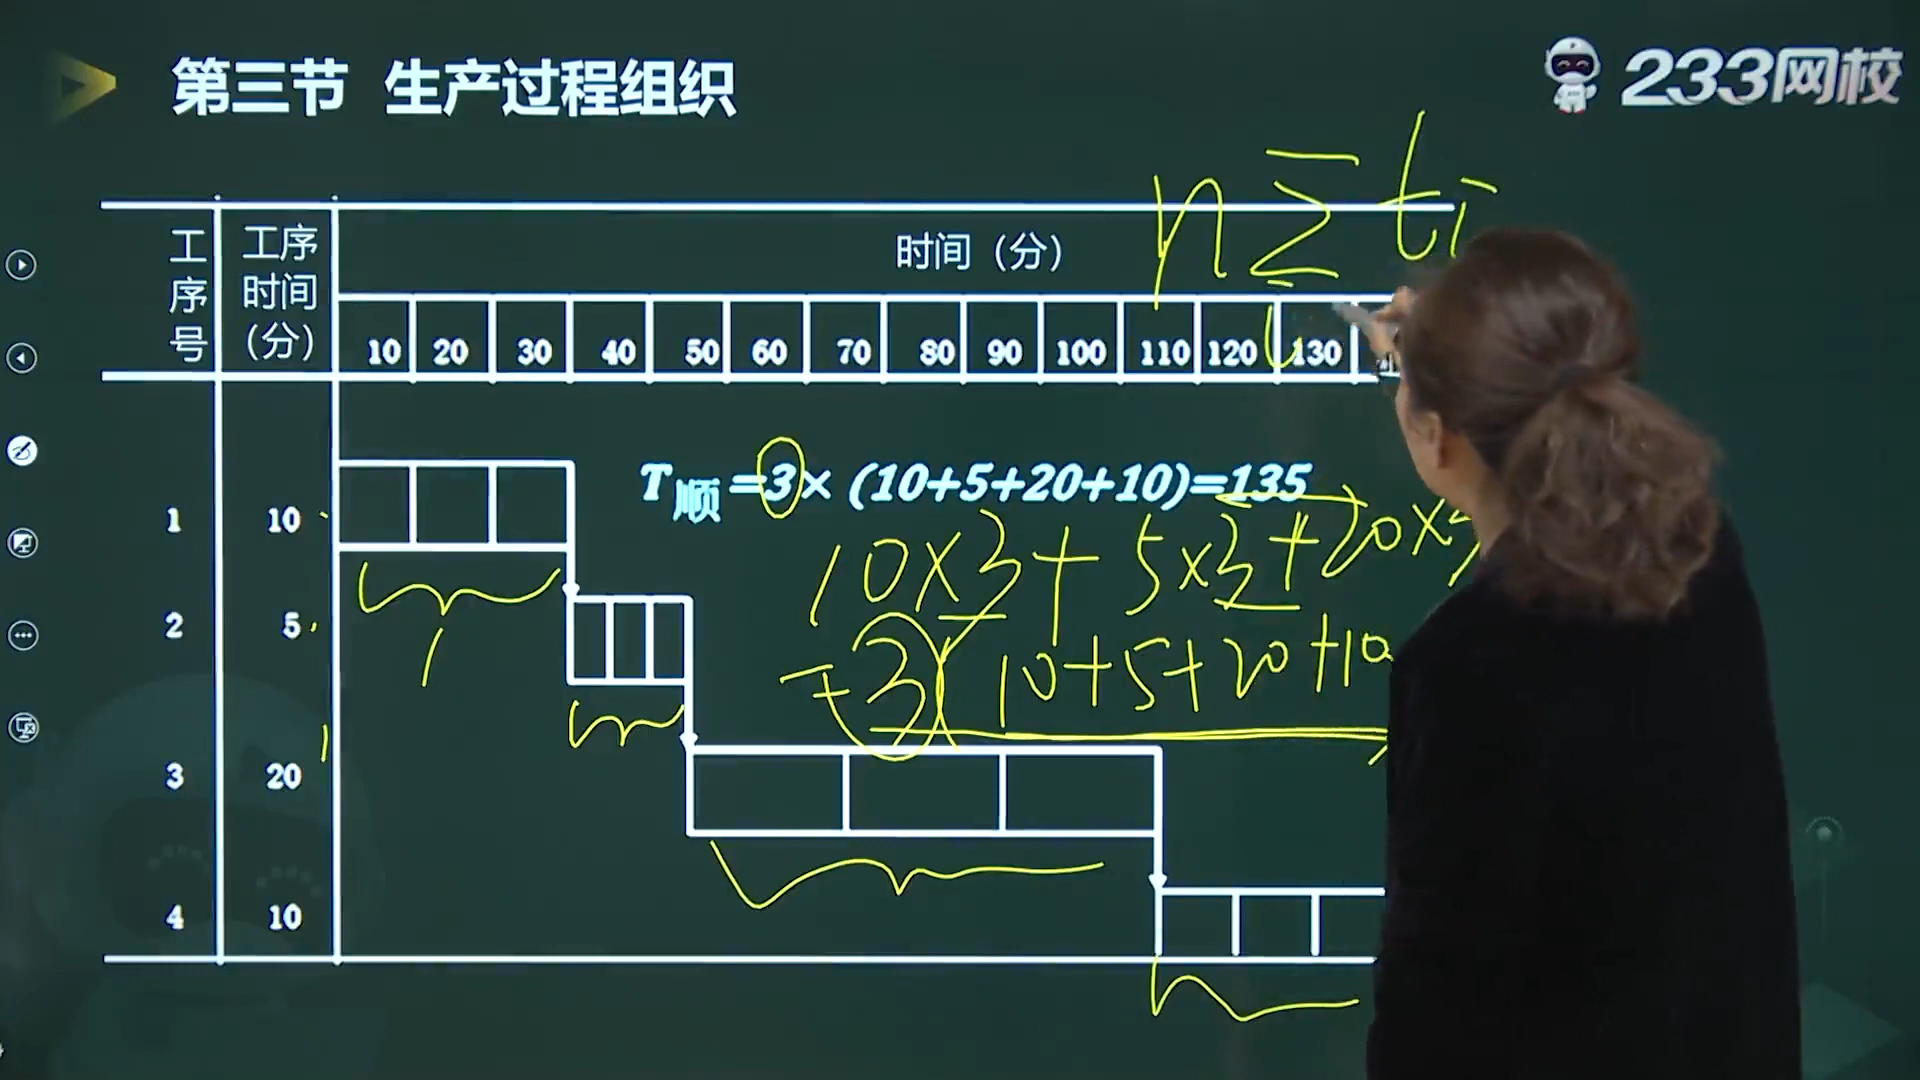 第三节 生产过程组织
233网校
n Σ ti
工序号
工序时间(分)
时间（分）
10 20 30 40 50 60 70 80 90 100 110 120 130
T顺=3×(10+5+20+10)=135
10×3+5×3+20×3
=3(10+5+20+10
1 10
2 5
3 20
4 10